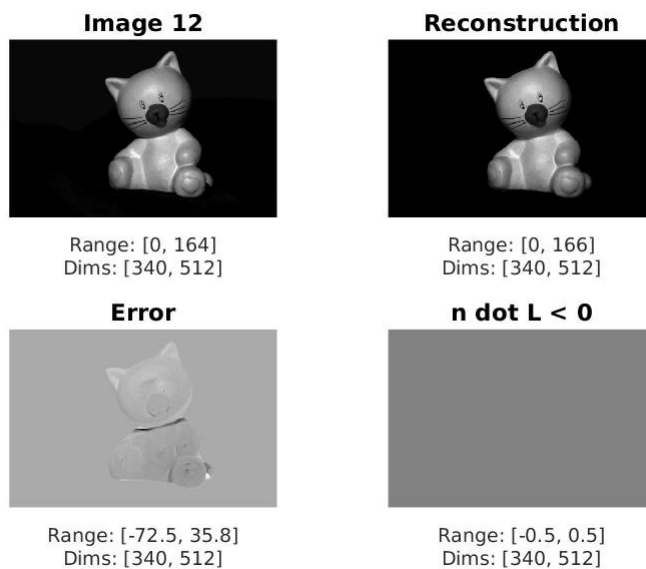 Image 12
Reconstruction
Range: [0, 164]
Dims: [340, 512]
Range: [0, 166]
Dims: [340, 512]
Error
n dot L < 0
Range: [-72.5, 35.8]
Dims: [340, 512]
Range: [-0.5, 0.5]
Dims: [340, 512]